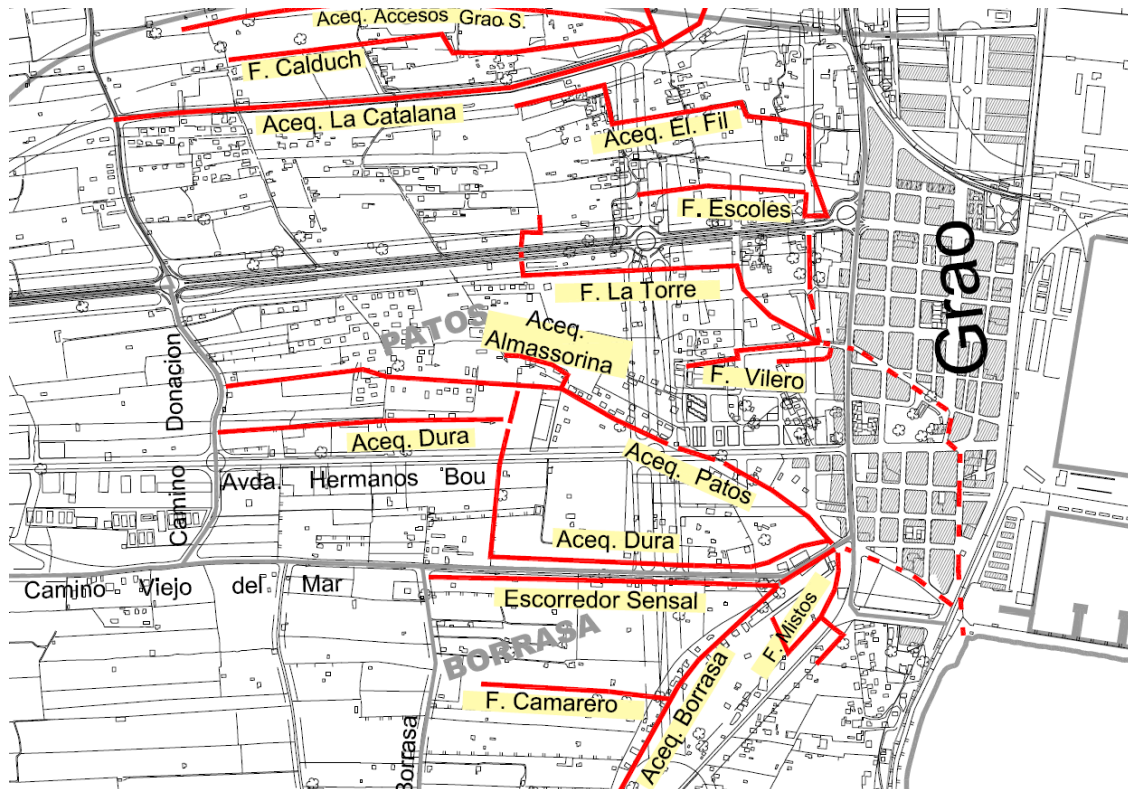 Aceq. Accesos Grao S.
F. Calduch
Aceq. La Catalana
Aceq. El. Fil
F. Escoles
Grao
F. La Torre
PATOS
Aceq.
Almassorina
F. Vilero
Camino Donacion
Aceq. Dura
Aceq. Patos
Avda. Hermanos Bou
Aceq. Dura
Camino Viejo del Mar
Escorredor Sensal
F. Mistos
BORRASA
F. Camarero
Aceq. Borrasa
Borrasa